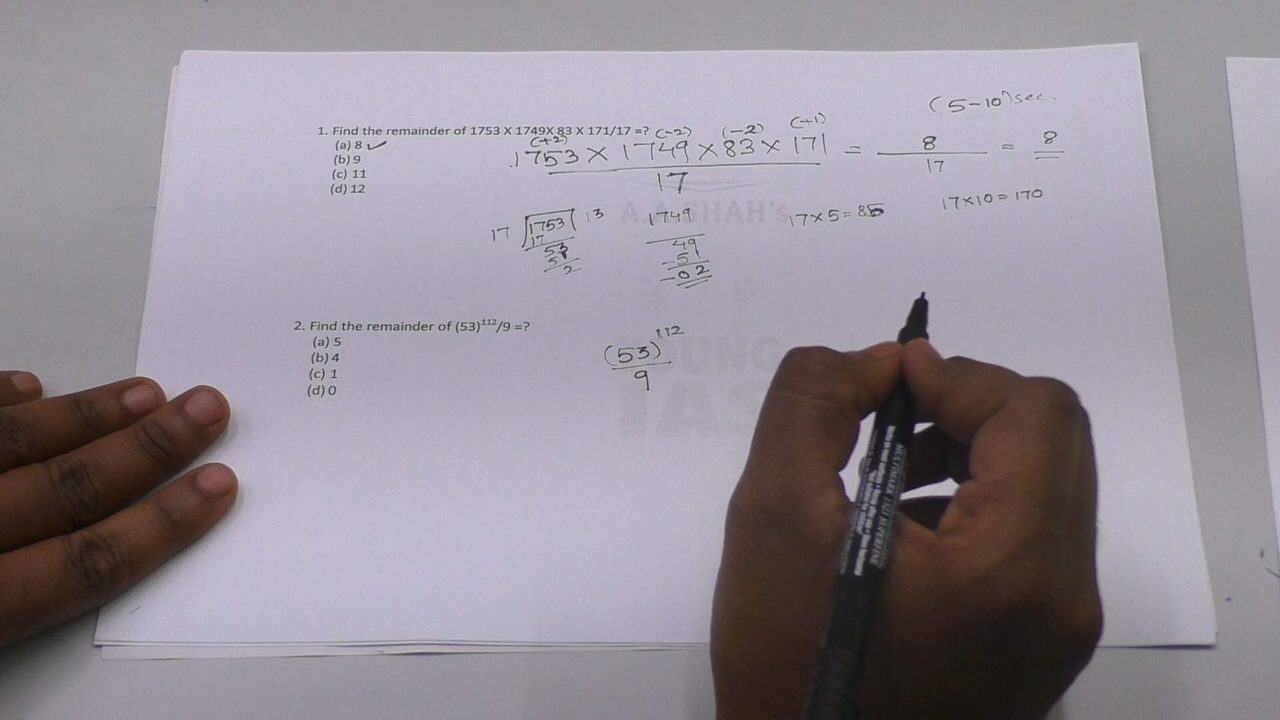 (5-10) sec.
1. Find the remainder of 1753 X 1749X 83 X 171/17 =?
(a) 8 ✓
(b) 9
(c) 11
(d) 12
(+2) (-2) (-2) (+1)
1753 × 1749 × 83 × 171 = 8 = 8
17 17
A.A SHAH's
17 1753 13
17
53
51
2
1749
49
-51
-02
17×5=85
17×10=170
2. Find the remainder of (53)¹¹²/9 =?
(a) 5
(b) 4
(c) 1
(d) 0
(53)¹¹²
9
YOUNG
IAS